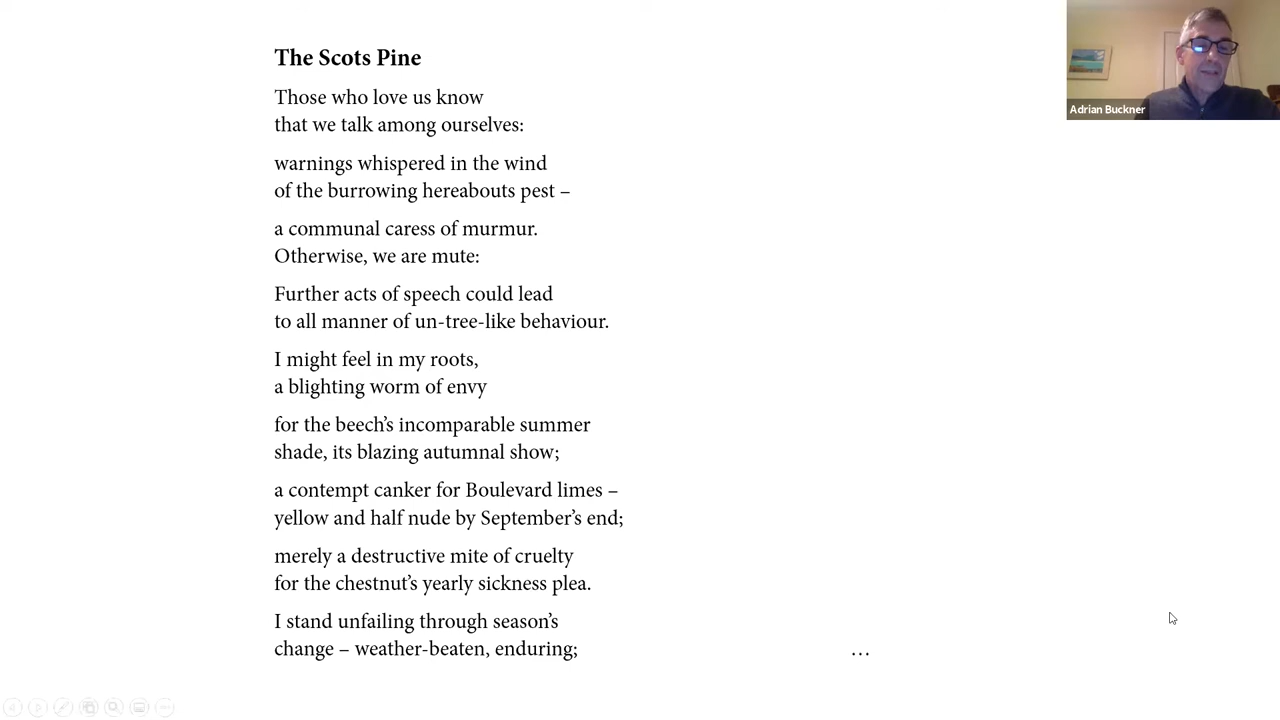 The Scots Pine
Those who love us know
that we talk among ourselves:
warnings whispered in the wind
of the burrowing hereabouts pest –
a communal caress of murmur.
Otherwise, we are mute:
Further acts of speech could lead
to all manner of un-tree-like behaviour.
I might feel in my roots,
a blighting worm of envy
for the beech’s incomparable summer
shade, its blazing autumnal show;
a contempt canker for Boulevard limes –
yellow and half nude by September’s end;
merely a destructive mite of cruelty
for the chestnut’s yearly sickness plea.
I stand unfailing through season’s
change – weather-beaten, enduring;
…
Adrian Buckner